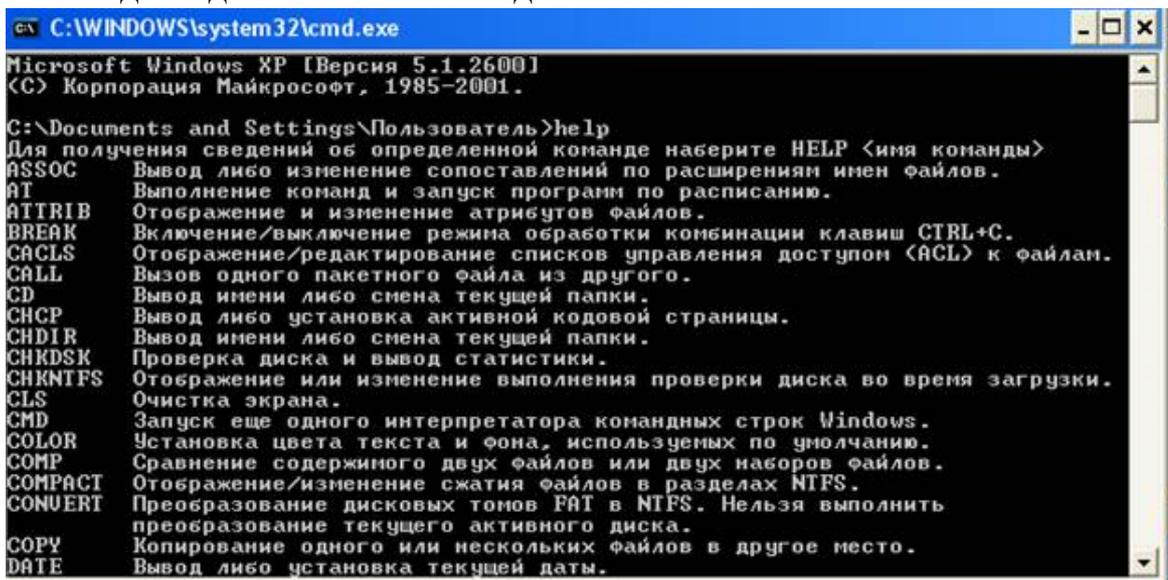 C:\WINDOWS\system32\cmd.exe
Microsoft Windows XP [Версия 5.1.2600]
(С) Корпорация Майкрософт, 1985-2001.
C:\Documents and Settings\Пользователь>help
Для получения сведений об определенной команде наберите HELP <имя команды>
ASSOC Вывод либо изменение сопоставлений по расширениям имен файлов.
AT Выполнение команд и запуск программ по расписанию.
ATTRIB Отображение и изменение атрибутов файлов.
BREAK Включение/выключение режима обработки комбинации клавиш CTRL+C.
CACLS Отображение/редактирование списков управления доступом (ACL) к файлам.
CALL Вызов одного пакетного файла из другого.
CD Вывод имени либо смена текущей папки.
CHCP Вывод либо установка активной кодовой страницы.
CHDIR Вывод имени либо смена текущей папки.
CHKDSK Проверка диска и вывод статистики.
CHKNTFS Отображение или изменение выполнения проверки диска во время загрузки.
CLS Очистка экрана.
CMD Запуск еще одного интерпретатора командных строк Windows.
COLOR Установка цвета текста и фона, используемых по умолчанию.
COMP Сравнение содержимого двух файлов или двух наборов файлов.
COMPACT Отображение/изменение сжатия файлов в разделах NTFS.
CONVERT Преобразование дисковых томов FAT в NTFS. Нельзя выполнить
преобразование текущего активного диска.
COPY Копирование одного или нескольких файлов в другое место.
DATE Вывод либо установка текущей даты.